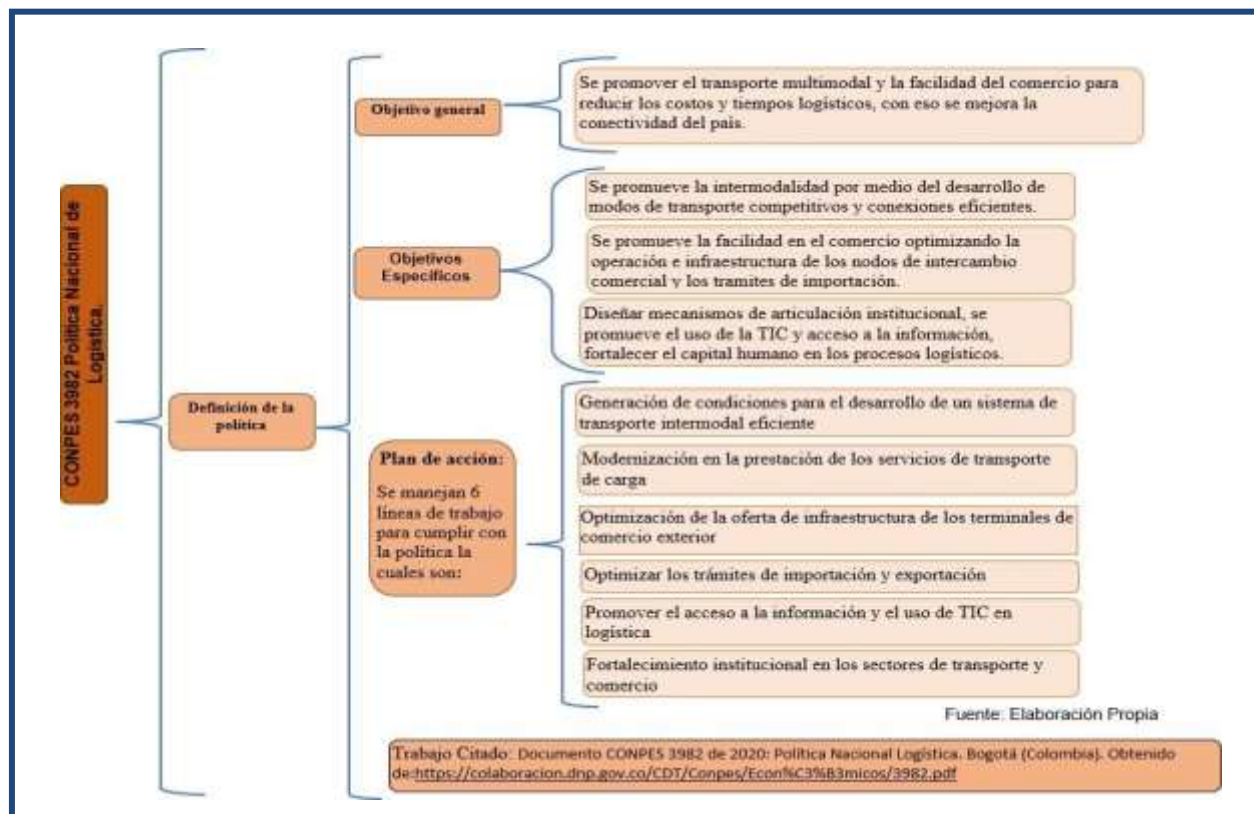 CONPES 3982 Política Nacional de
Logística.
Definición de la
política
Objetivo general
Se promover el transporte multimodal y la facilidad del comercio para
reducir los costos y tiempos logísticos, con eso se mejora la
conectividad del país.
Objetivos
Específicos
Se promueve la intermodalidad por medio del desarrollo de
modos de transporte competitivos y conexiones eficientes.
Se promueve la facilidad en el comercio optimizando la
operación e infraestructura de los nodos de intercambio
comercial y los tramites de importación.
Diseñar mecanismos de articulación institucional, se
promueve el uso de la TIC y acceso a la información,
fortalecer el capital humano en los procesos logísticos.
Plan de acción:
Se manejan 6
líneas de trabajo
para cumplir con
la política la
cuales son:
Generación de condiciones para el desarrollo de un sistema de
transporte intermodal eficiente
Modernización en la prestación de los servicios de transporte
de carga
Optimización de la oferta de infraestructura de los terminales de
comercio exterior
Optimizar los trámites de importación y exportación
Promover el acceso a la información y el uso de TIC en
logística
Fortalecimiento institucional en los sectores de transporte y
comercio
Fuente: Elaboración Propia
Trabajo Citado: Documento CONPES 3982 de 2020: Política Nacional Logística. Bogotá (Colombia). Obtenido
de:https://colaboracion.dnp.gov.co/CDT/Conpes/Econ%C3%B3micos/3982.pdf